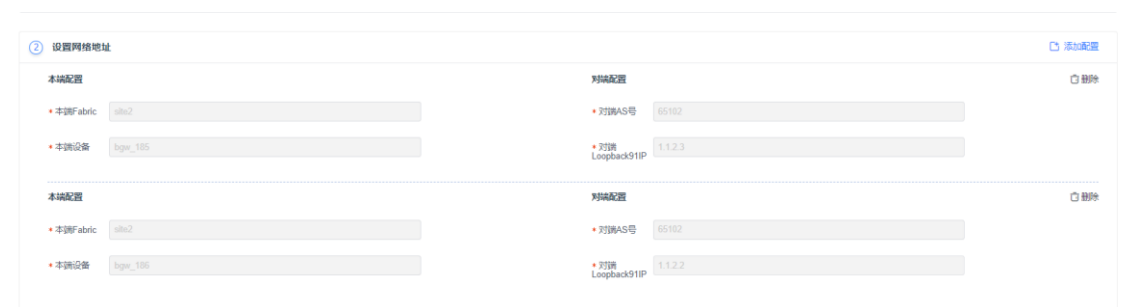 2 设置网络地址 添加配置
本端配置 对端配置 删除
* 本端Fabric site2 * 对端AS号 65102
* 本端设备 bgw_185 * 对端
Loopback91IP 1.1.2.3
本端配置 对端配置 删除
* 本端Fabric site2 * 对端AS号 65102
* 本端设备 bgw_186 * 对端
Loopback91IP 1.1.2.2